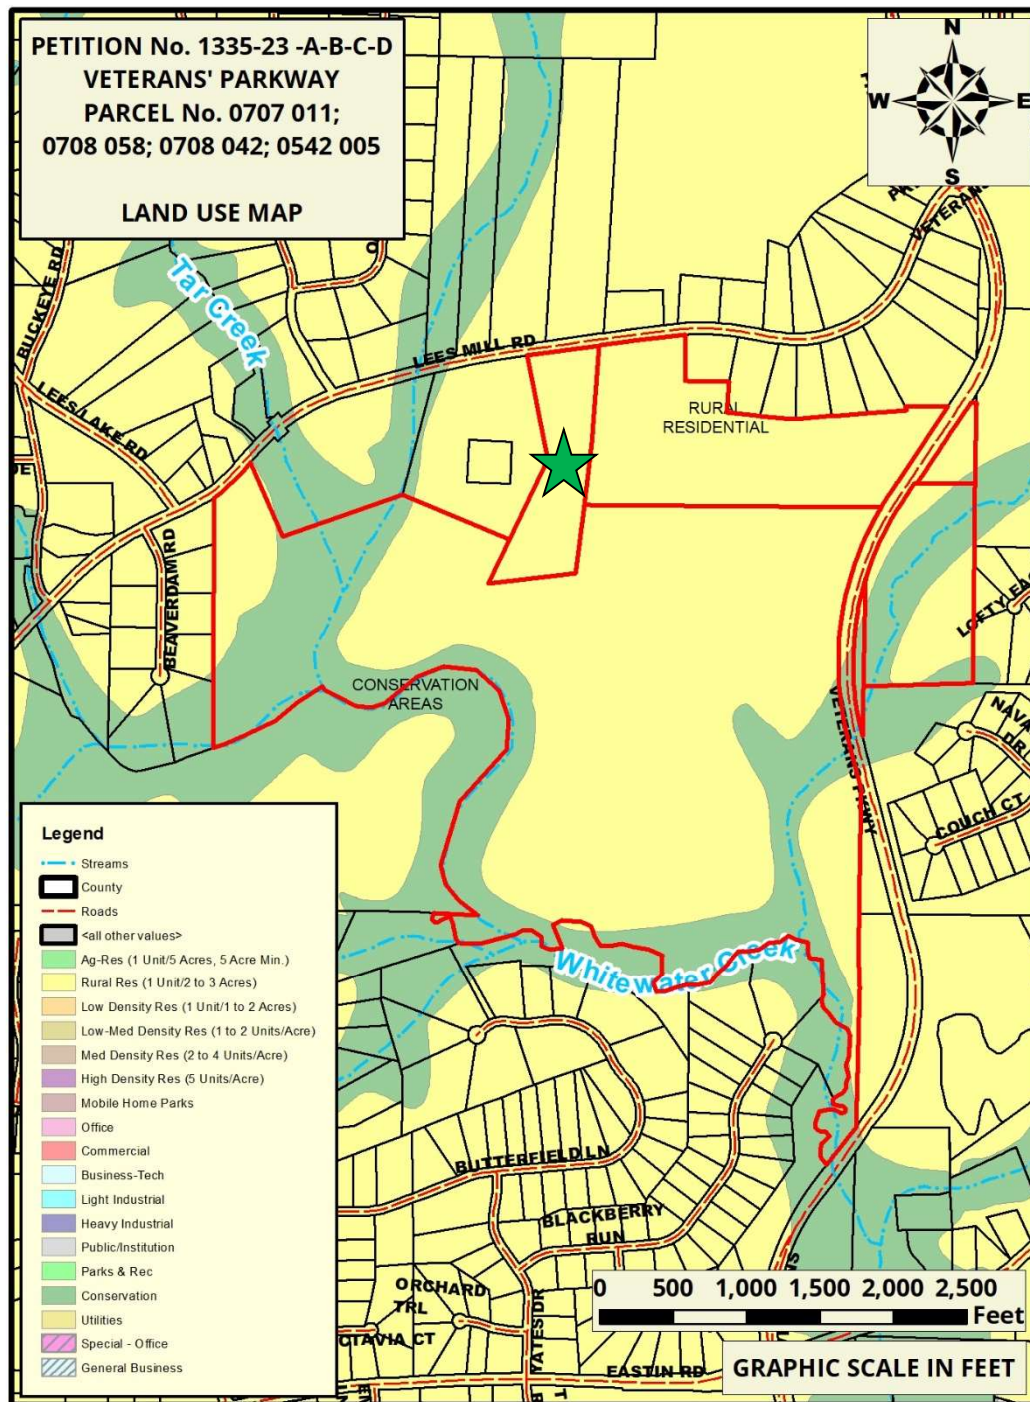 PETITION No. 1335-23 -A-B-C-D
VETERANS' PARKWAY
PARCEL No. 0707 011;
0708 058; 0708 042; 0542 005
LAND USE MAP
N
W
E
S
VETERANS
BUCKEYE RD
Tar Creek
LEES MILL RD
LEES LAKE RD
RURAL
RESIDENTIAL
BEAVERDAM RD
CONSERVATION
AREAS
VETERANS PKWY
DR
COUCH CT
Whitewater Creek
BUTTERFIELD LN
BLACKBERRY
RUN
ORCHARD
TRL
YATES DR
EASTIN RD
Legend
Streams
County
Roads
<all other values>
Ag-Res (1 Unit/5 Acres, 5 Acre Min.)
Rural Res (1 Unit/2 to 3 Acres)
Low Density Res (1 Unit/1 to 2 Acres)
Low-Med Density Res (1 to 2 Units/Acre)
Med Density Res (2 to 4 Units/Acre)
High Density Res (5 Units/Acre)
Mobile Home Parks
Office
Commercial
Business-Tech
Light Industrial
Heavy Industrial
Public/Institution
Parks & Rec
Conservation
Utilities
Special - Office
General Business
0 500 1,000 1,500 2,000 2,500
Feet
GRAPHIC SCALE IN FEET